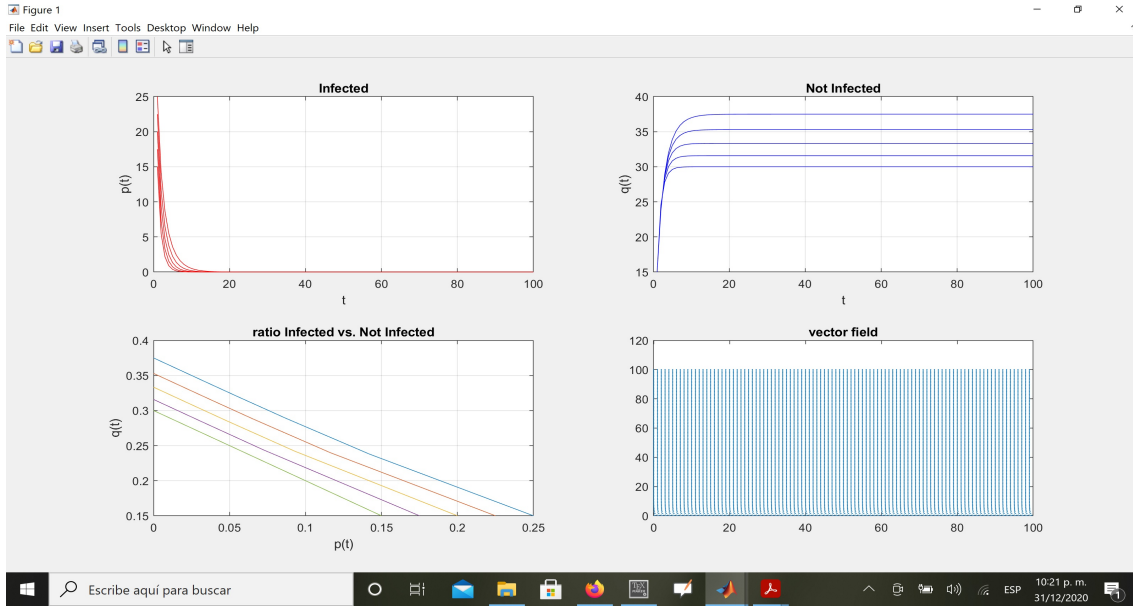 Figure 1
File Edit View Insert Tools Desktop Window Help
Infected
25
20
15
10
5
0
p(t)
0 20 40 60 80 100
t
Not Infected
40
35
30
25
20
15
q(t)
0 20 40 60 80 100
t
ratio Infected vs. Not Infected
0.4
0.35
0.3
0.25
0.2
0.15
q(t)
0 0.05 0.1 0.15 0.2 0.25
p(t)
vector field
120
100
80
60
40
20
0
0 20 40 60 80 100
Escribe aquí para buscar
ESP
10:21 p. m.
31/12/2020